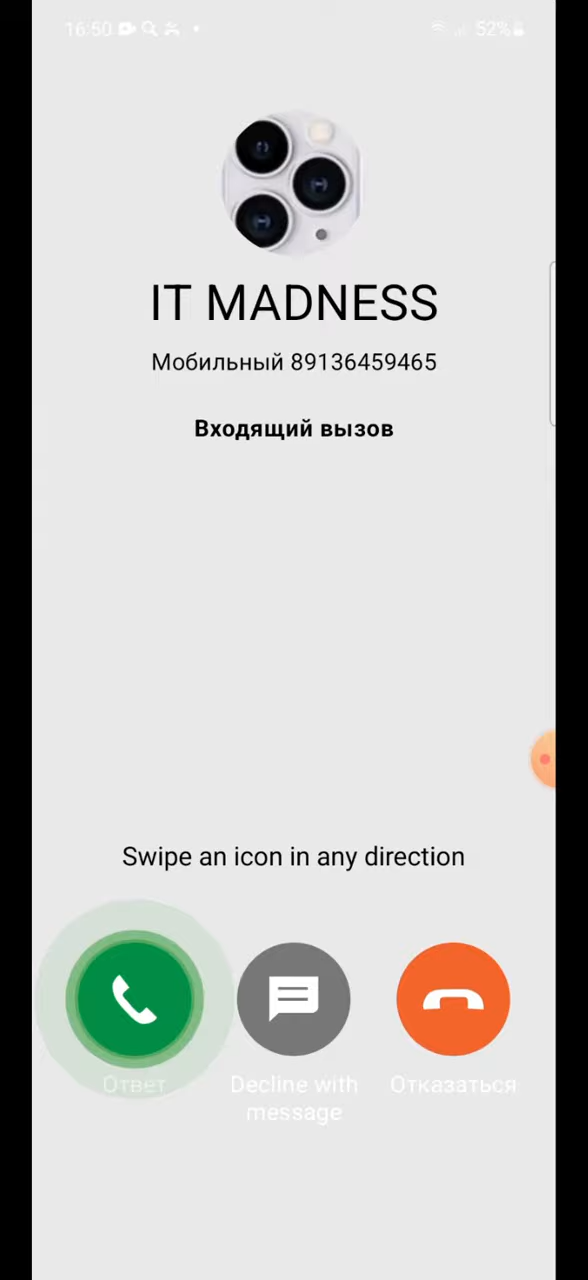 16:50 52%
IT MADNESS
Мобильный 89136459465
Входящий вызов
Swipe an icon in any direction
Ответ Decline with message Отказаться